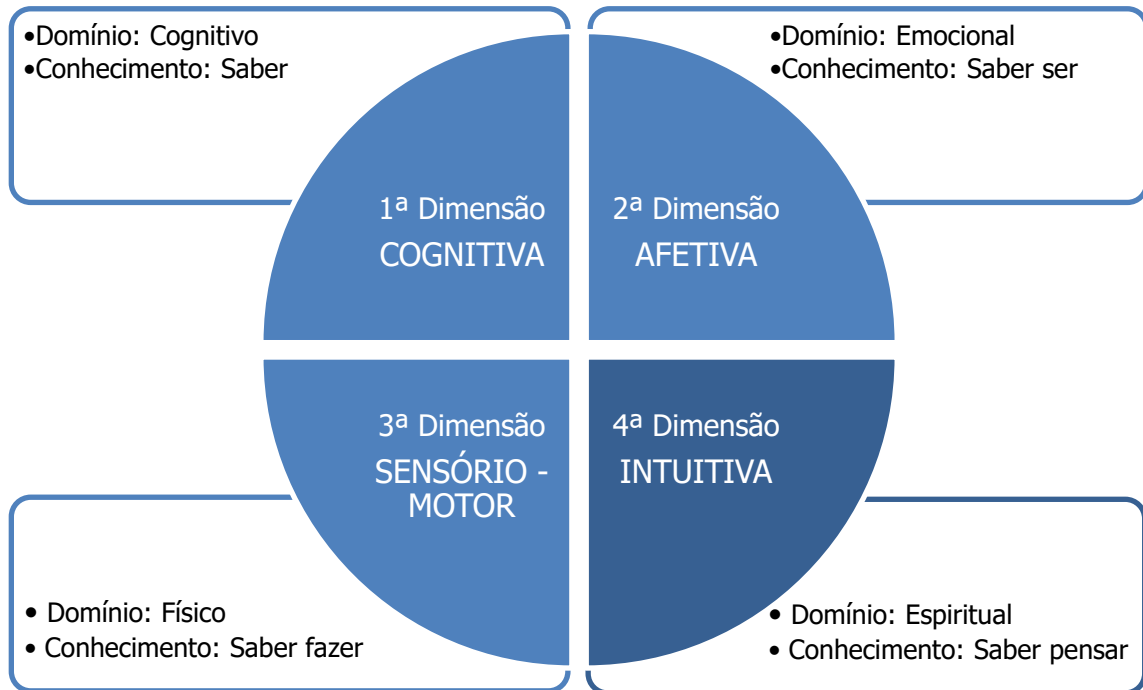 •Domínio: Cognitivo
•Conhecimento: Saber
•Domínio: Emocional
•Conhecimento: Saber ser
1ª Dimensão
COGNITIVA
2ª Dimensão
AFETIVA
3ª Dimensão
SENSÓRIO -
MOTOR
4ª Dimensão
INTUITIVA
• Domínio: Físico
• Conhecimento: Saber fazer
• Domínio: Espiritual
• Conhecimento: Saber pensar